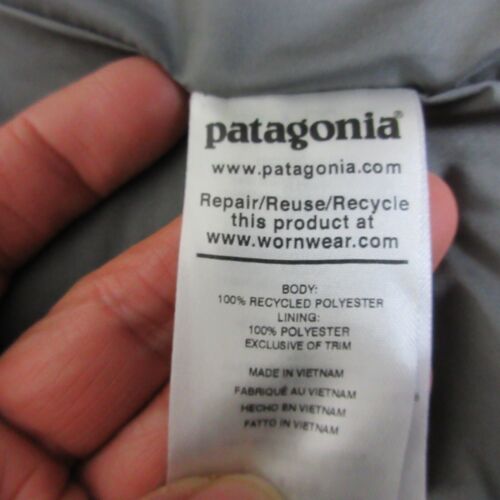 patagonia®
www.patagonia.com
Repair/Reuse/Recycle
this product at
www.wornwear.com
BODY:
100% RECYCLED POLYESTER
LINING:
100% POLYESTER
EXCLUSIVE OF TRIM
MADE IN VIETNAM
FABRIQUÉ AU VIETNAM
HECHO EN VIETNAM
FATTO IN VIETNAM